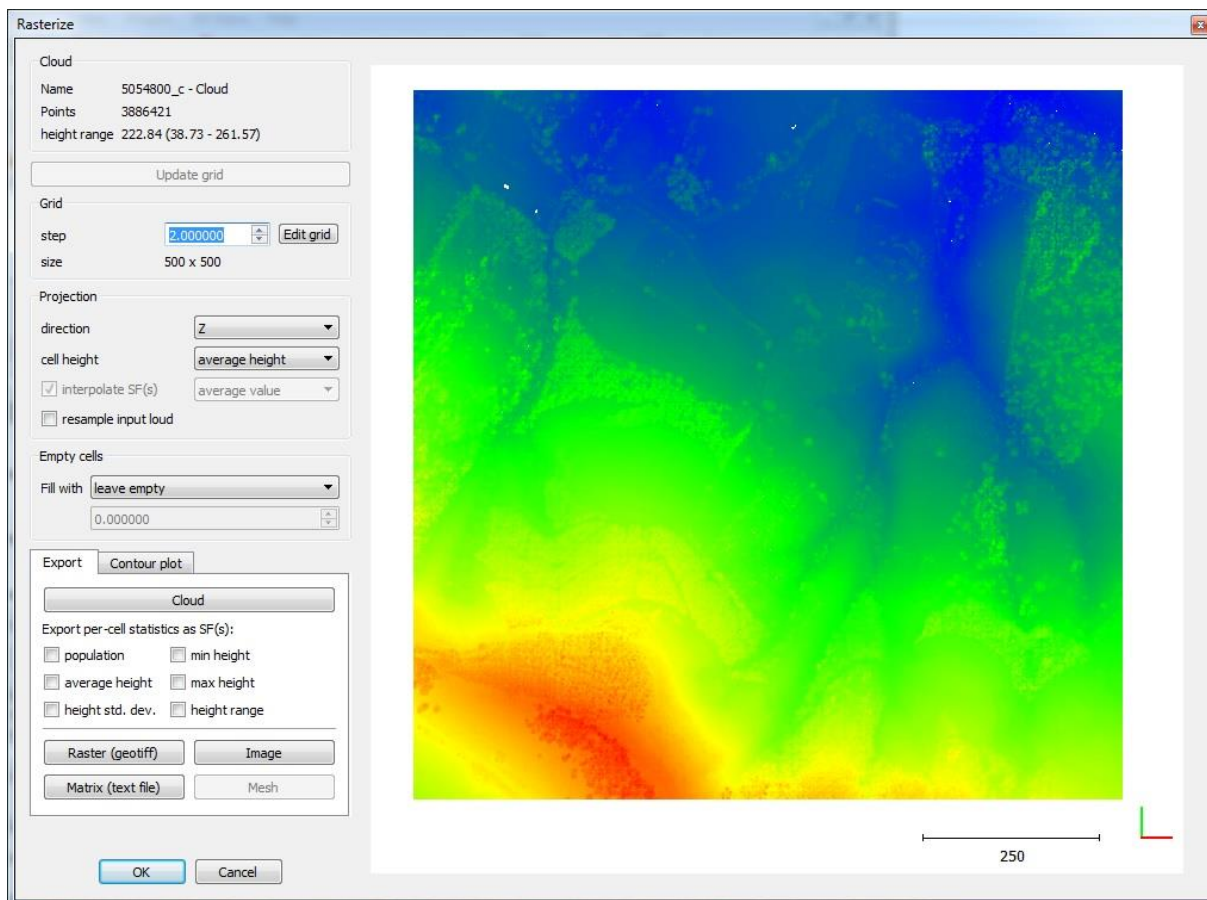 Rasterize
Cloud
Name 5054800_c - Cloud
Points 3886421
height range 222.84 (38.73 - 261.57)
Update grid
Grid
step 2.000000 Edit grid
size 500 x 500
Projection
direction Z
cell height average height
interpolate SF(s) average value
resample input loud
Empty cells
Fill with leave empty
0.000000
Export Contour plot
Cloud
Export per-cell statistics as SF(s):
population min height
average height max height
height std. dev. height range
Raster (geotiff) Image
Matrix (text file) Mesh
OK Cancel
250